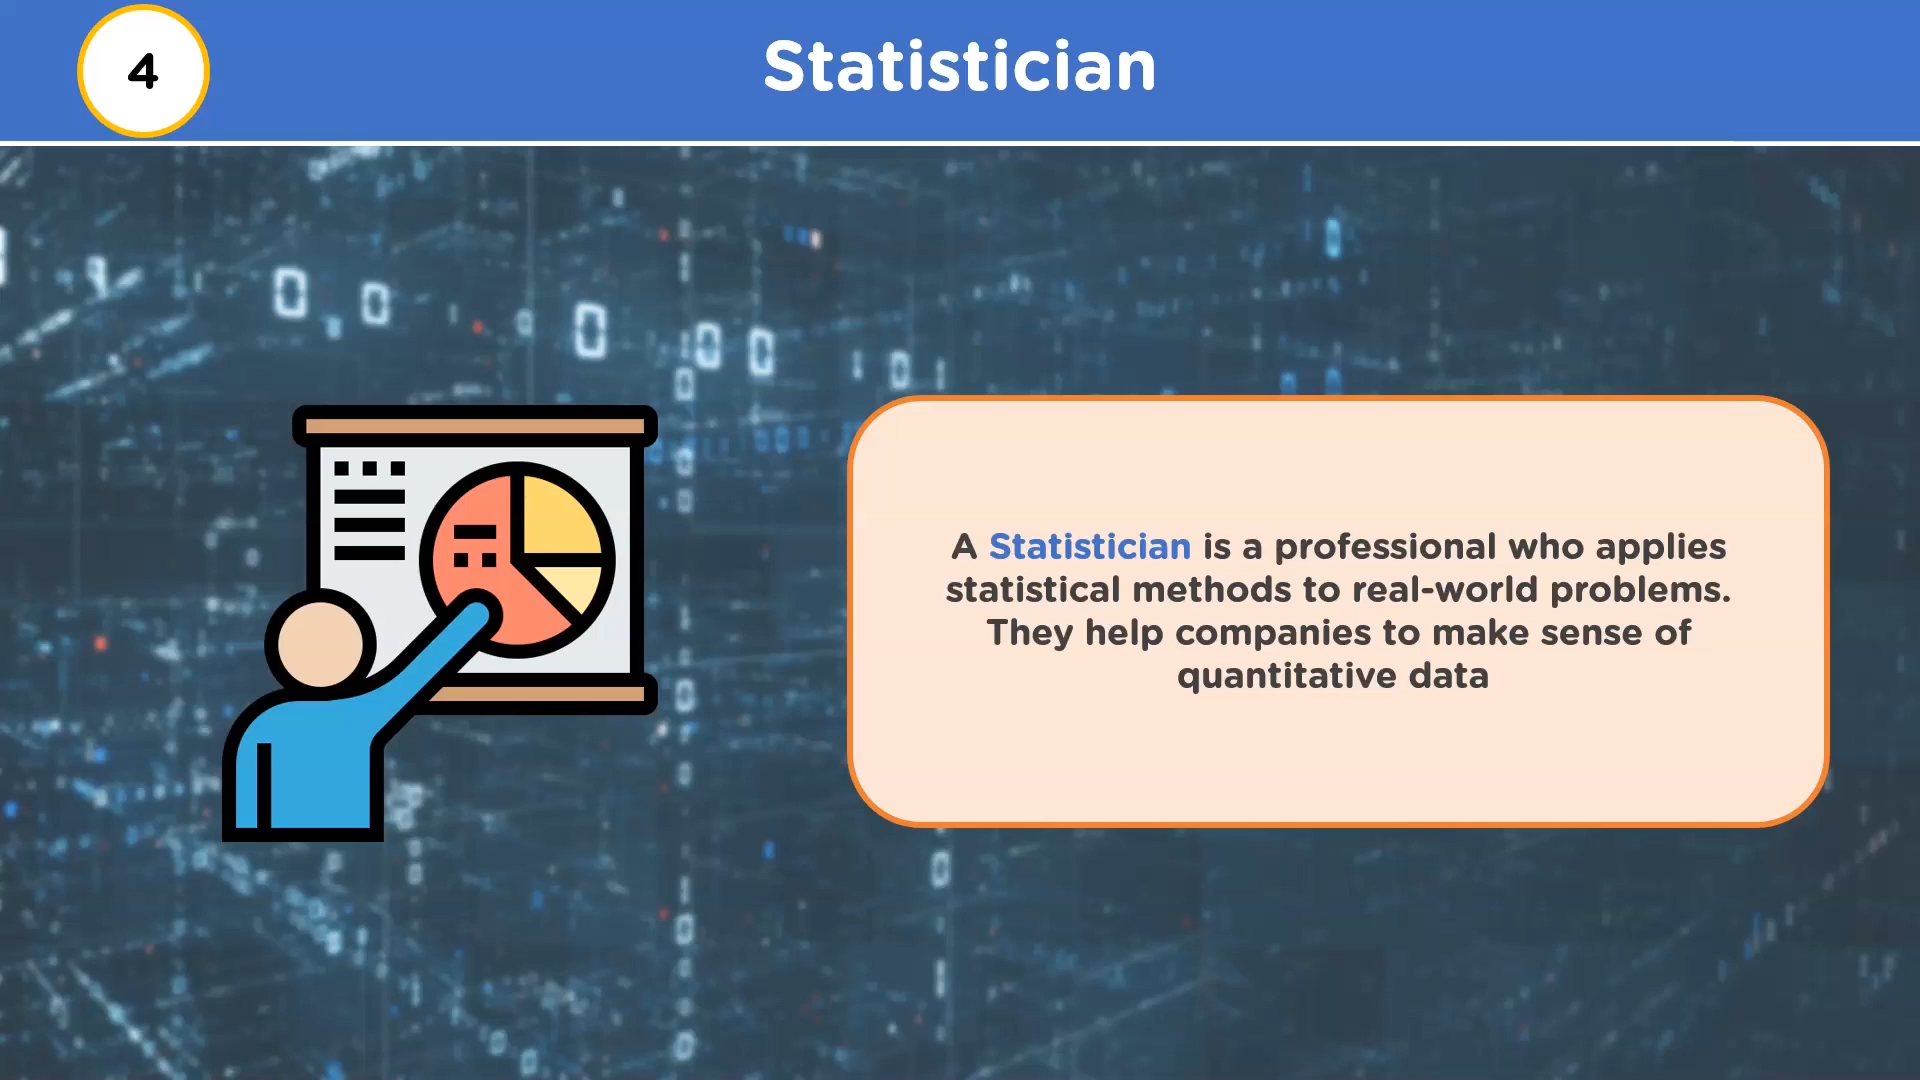 4
Statistician
A Statistician is a professional who applies
statistical methods to real-world problems.
They help companies to make sense of
quantitative data